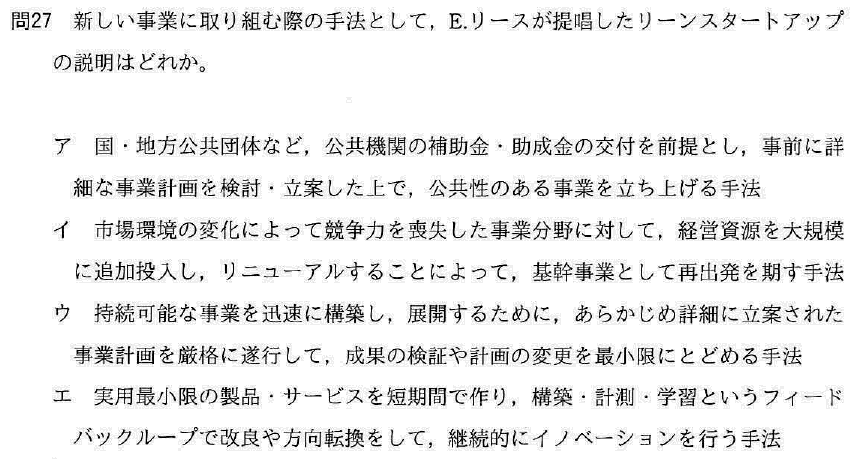 問27 新しい事業に取り組む際の手法として，E.リースが提唱したリーンスタートアップ
の説明はどれか。
ア 国・地方公共団体など，公共機関の補助金・助成金の交付を前提とし，事前に詳
細な事業計画を検討・立案した上で，公共性のある事業を立ち上げる手法
イ 市場環境の変化によって競争力を喪失した事業分野に対して，経営資源を大規模
に追加投入し，リニューアルすることによって，基幹事業として再出発を期す手法
ウ 持続可能な事業を迅速に構築し，展開するために，あらかじめ詳細に立案された
事業計画を厳格に遂行して，成果の検証や計画の変更を最小限にとどめる手法
エ 実用最小限の製品・サービスを短期間で作り，構築・計測・学習というフィード
バックループで改良や方向転換をして，継続的にイノベーションを行う手法